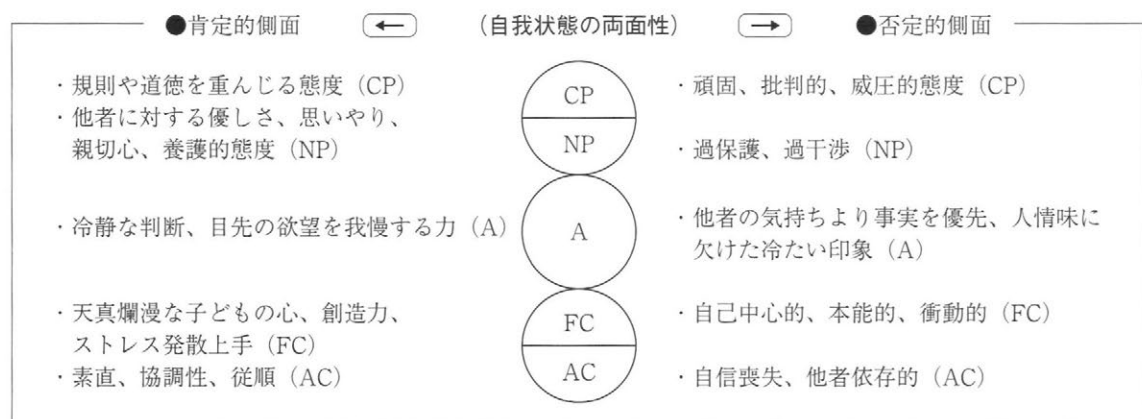 ●肯定的側面 ← (自我状態の両面性) → ●否定的側面
・規則や道徳を重んじる態度(CP)
・他者に対する優しさ、思いやり、
親切心、養護的態度(NP)
・冷静な判断、目先の欲望を我慢する力(A)
・天真爛漫な子どもの心、創造力、
ストレス発散上手(FC)
・素直、協調性、従順(AC)
CP
NP
A
FC
AC
・頑固、批判的、威圧的態度(CP)
・過保護、過干渉(NP)
・他者の気持ちより事実を優先、人情味に
欠けた冷たい印象(A)
・自己中心的、本能的、衝動的(FC)
・自信喪失、他者依存的(AC)